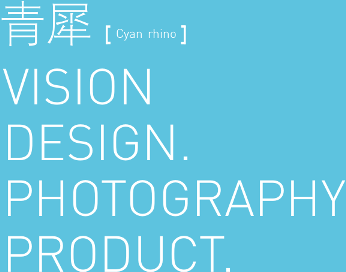 青犀 [ Cyan rhino ]
VISION
DESIGN.
PHOTOGRAPHY
PRODUCT.